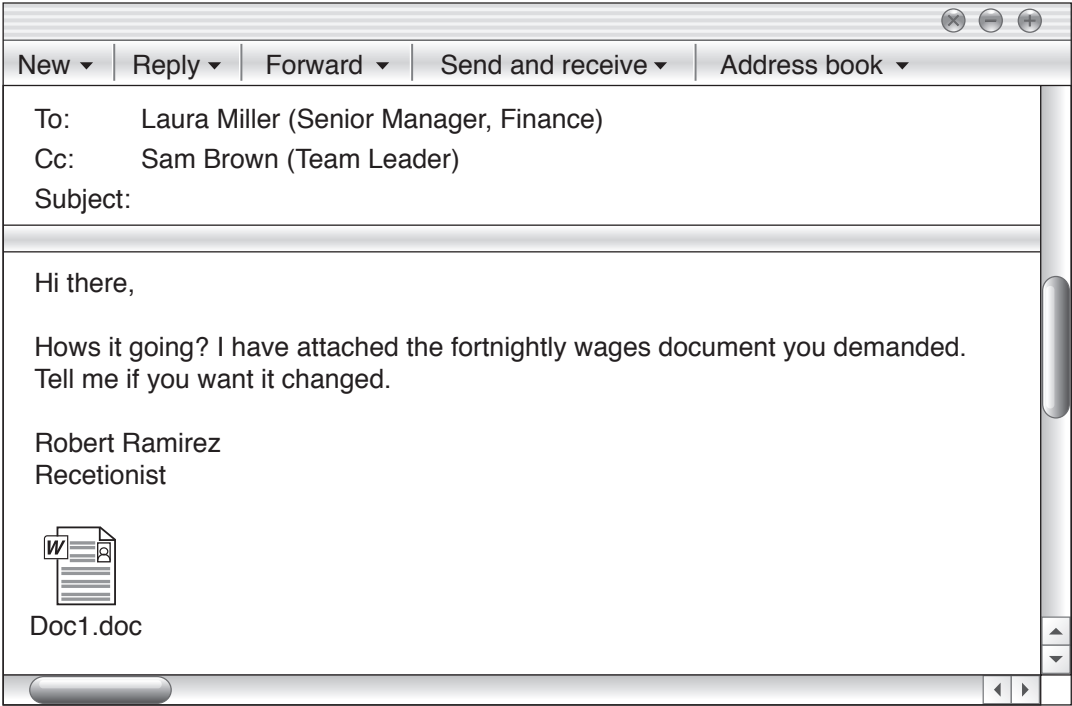 New Reply Forward Send and receive Address book
To: Laura Miller (Senior Manager, Finance)
Cc: Sam Brown (Team Leader)
Subject:
Hi there,
Hows it going? I have attached the fortnightly wages document you demanded.
Tell me if you want it changed.
Robert Ramirez
Recetionist
W
Doc1.doc